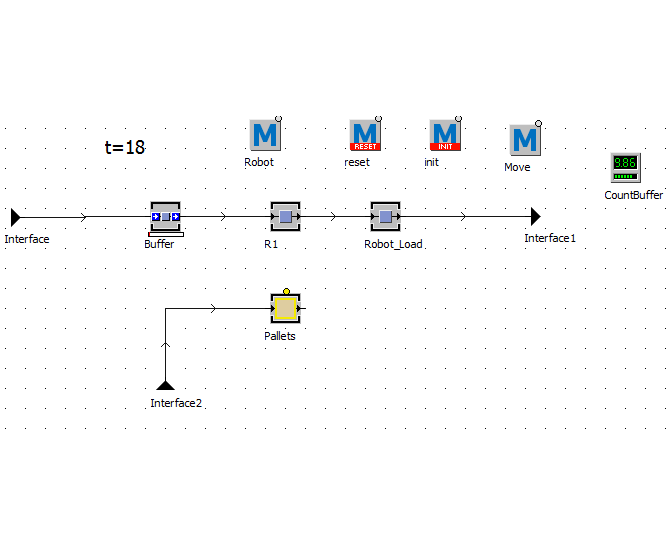 t=18
M
M
RESET
M
INIT
M
Robot
reset
init
Move
9.86
CountBuffer
Interface
Buffer
R1
Robot_Load
Interface1
Pallets
Interface2